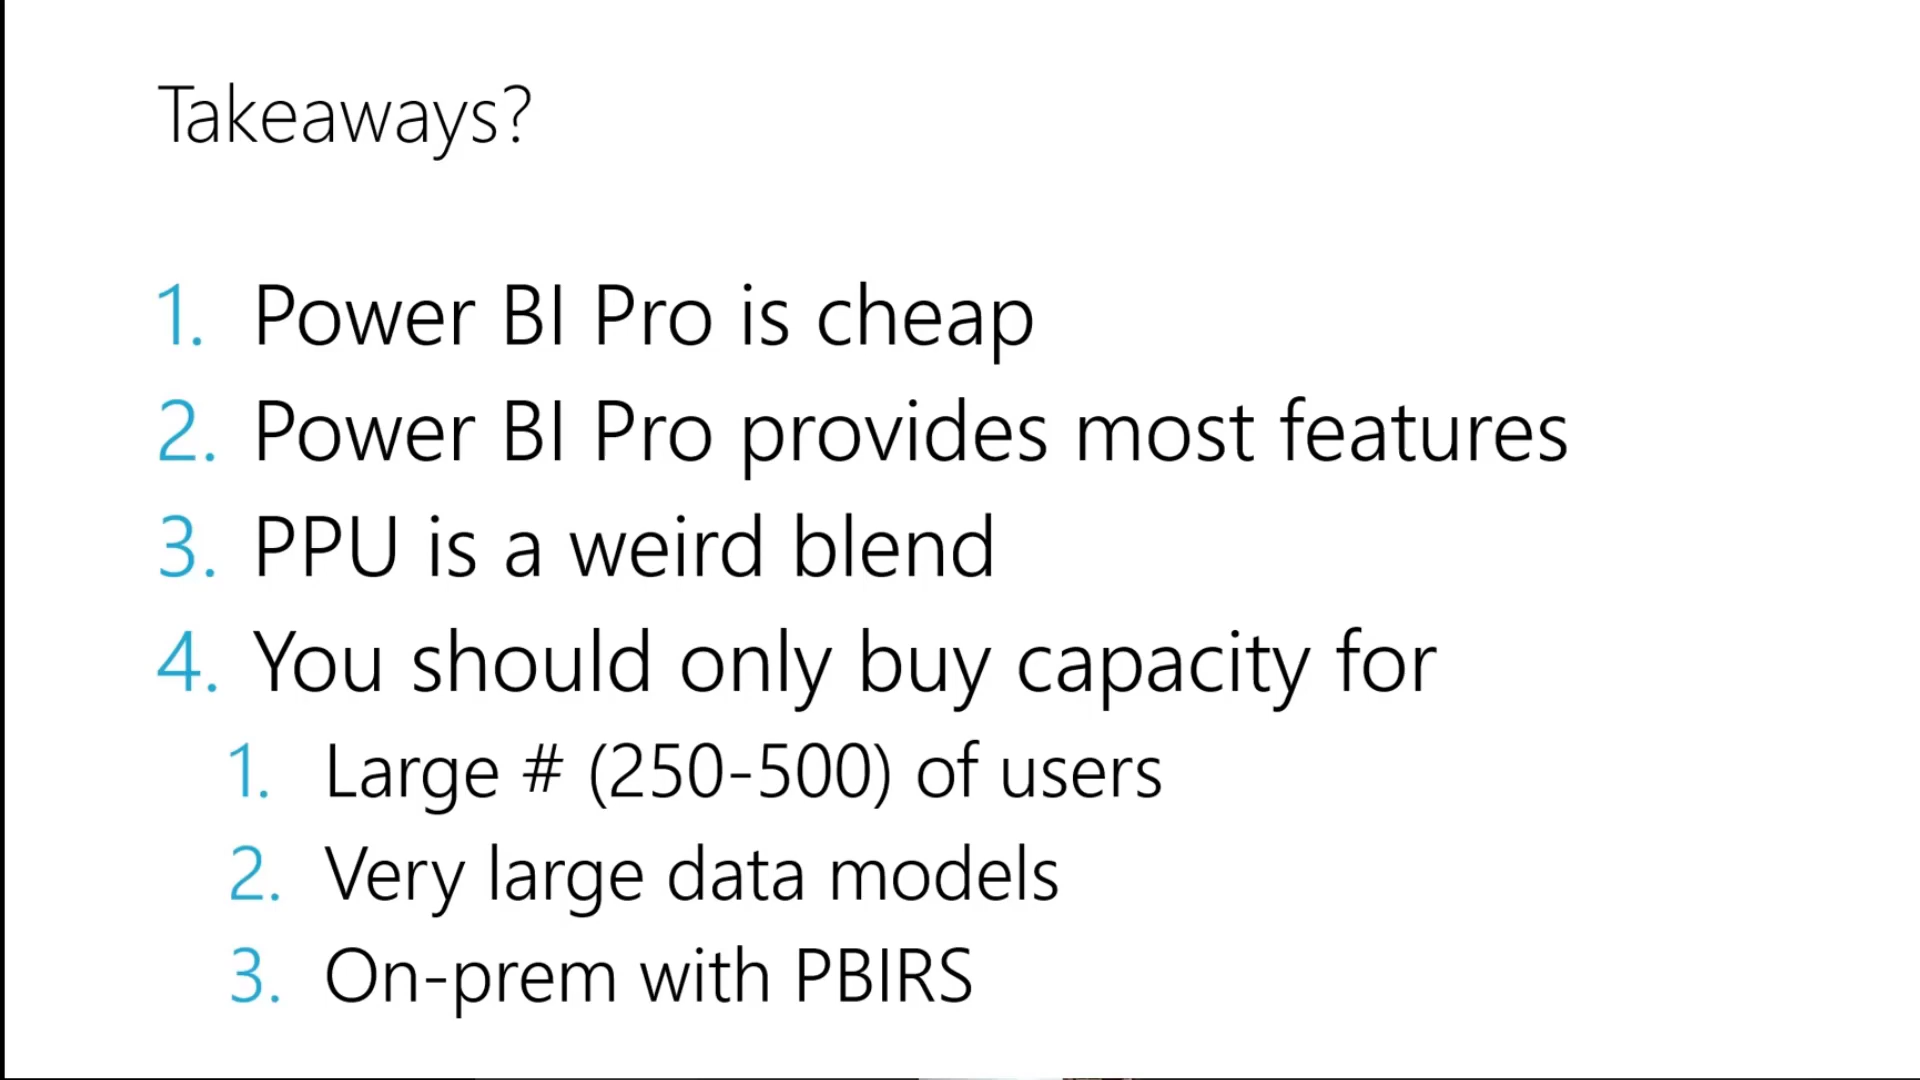 Takeaways?
1. Power BI Pro is cheap
2. Power BI Pro provides most features
3. PPU is a weird blend
4. You should only buy capacity for
1. Large # (250-500) of users
2. Very large data models
3. On-prem with PBIRS